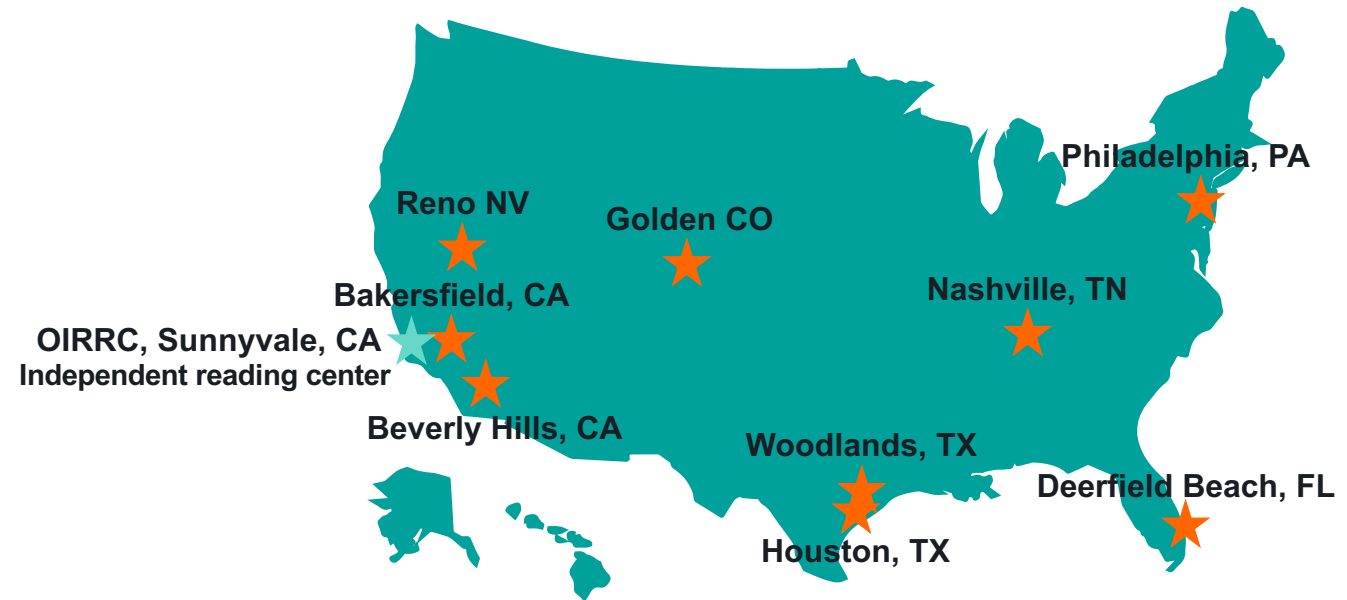 Philadelphia, PA
Reno NV
Golden CO
Bakersfield, CA
Nashville, TN
OIRRC, Sunnyvale, CA
Independent reading center
Beverly Hills, CA
Woodlands, TX
Deerfield Beach, FL
Houston, TX